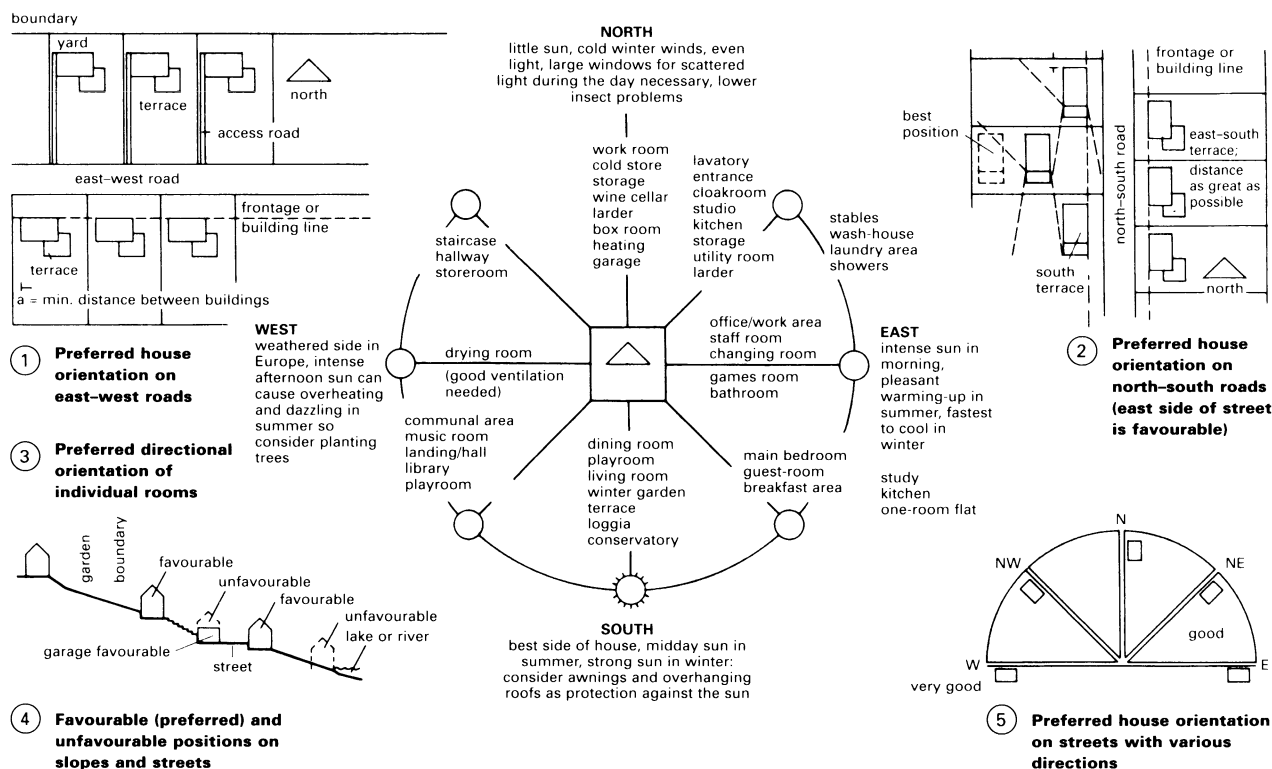 boundary
yard
terrace
north
access road
east–west road
frontage or
building line
terrace
a = min. distance between buildings
1
Preferred house
orientation on
east–west roads
3
Preferred directional
orientation of
individual rooms
NORTH
little sun, cold winter winds, even
light, large windows for scattered
light during the day necessary, lower
insect problems
work room
cold store
storage
wine cellar
larder
box room
heating
garage
lavatory
entrance
cloakroom
studio
kitchen
storage
utility room
larder
staircase
hallway
storeroom
stables
wash-house
laundry area
showers
WEST
weathered side in
Europe, intense
afternoon sun can
cause overheating
and dazzling in
summer so
consider planting
trees
drying room
(good ventilation
needed)
office/work area
staff room
changing room
games room
bathroom
EAST
intense sun in
morning,
pleasant
warming-up in
summer, fastest
to cool in
winter
study
kitchen
one-room flat
communal area
music room
landing/hall
library
playroom
dining room
playroom
living room
winter garden
terrace
loggia
conservatory
main bedroom
guest-room
breakfast area
SOUTH
best side of house, midday sun in
summer, strong sun in winter:
consider awnings and overhanging
roofs as protection against the sun
best
position
south
terrace
north–south road
frontage or
building line
east–south
terrace;
distance
as great as
possible
north
2
Preferred house
orientation on
north–south roads
(east side of street
is favourable)
garden
boundary
favourable
unfavourable
favourable
unfavourable
lake or river
garage favourable
street
4
Favourable (preferred) and
unfavourable positions on
slopes and streets
N
NW
NE
good
W
E
very good
5
Preferred house orientation
on streets with various
directions